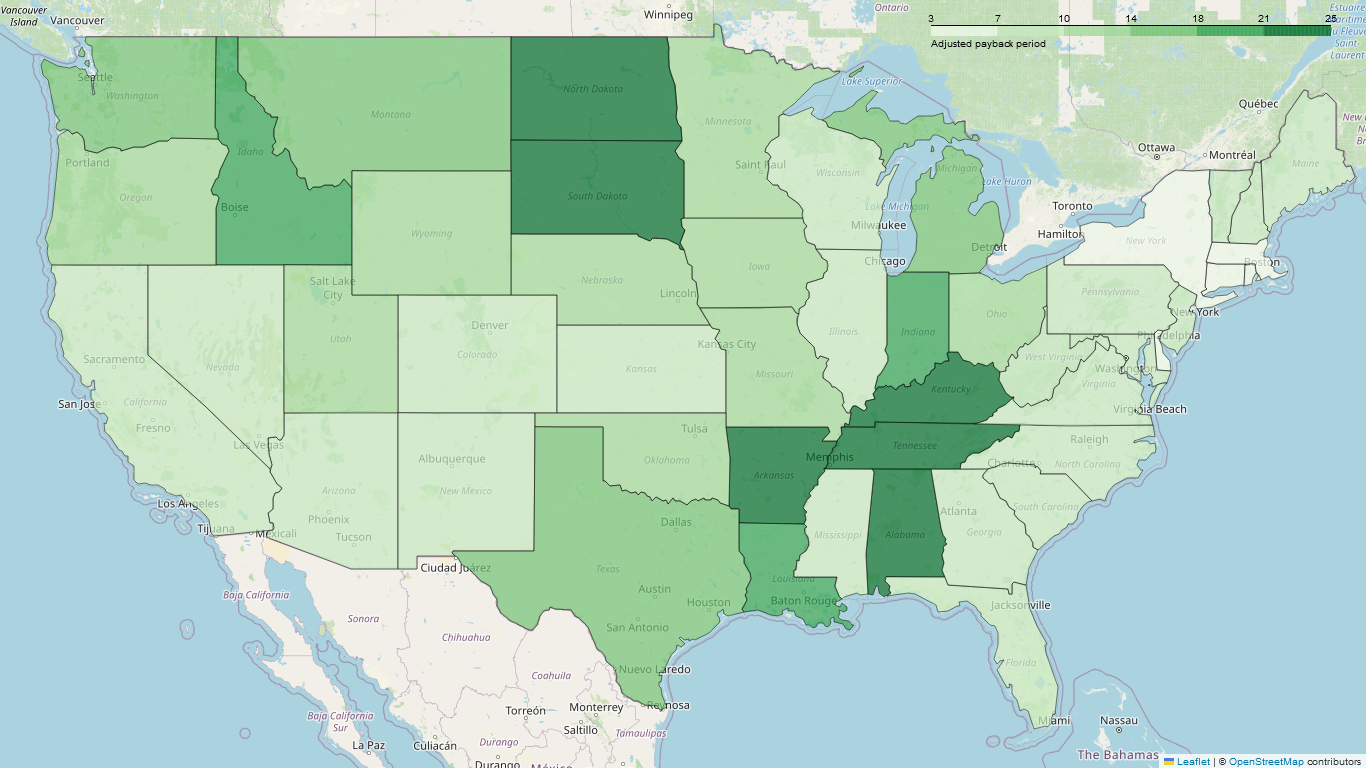 Vancouver
Island
Vancouver
Winnipeg
Ontario
3 7 10 14 18 21 25
Adjusted payback period
Seattle
Washington
Montana
North Dakota
Minnesota
Lake Superior
Québec
Ottawa
Montréal
Portland
Oregon
Idaho
Boise
South Dakota
Saint Paul
Wisconsin
Michigan
Lake Huron
Maine
Wyoming
Lake Michigan
Milwaukee
Toronto
Hamilton
Detroit
New York
Boston
Chicago
Salt Lake
City
Nebraska
Lincoln
Iowa
Pennsylvania
Ohio
New York
Philadelphia
Utah
Denver
Colorado
Kansas City
Illinois
Indiana
Sacramento
Nevada
Kansas
Missouri
West Virginia
Washington
Virginia
Kentucky
San Jose
California
Fresno
Virginia Beach
Las Vegas
Tulsa
Oklahoma
Memphis
Tennessee
Raleigh
Charlotte
North Carolina
Albuquerque
New Mexico
Arizona
Phoenix
Tucson
Arkansas
Los Angeles
Tijuana
Mexicali
Dallas
Mississippi
Alabama
Atlanta
Georgia
South Carolina
Ciudad Juárez
Texas
Austin
Houston
Louisiana
Baton Rouge
Jacksonville
Baja California
Sonora
Chihuahua
San Antonio
Coahuila
Nuevo Laredo
Florida
Reynosa
Monterrey
Torreón
Saltillo
Tamaulipas
Baja California
Sur
La Paz
Culiacán
Durango
Durango
México
Miami
Nassau
The Bahamas
Leaflet | © OpenStreetMap contributors